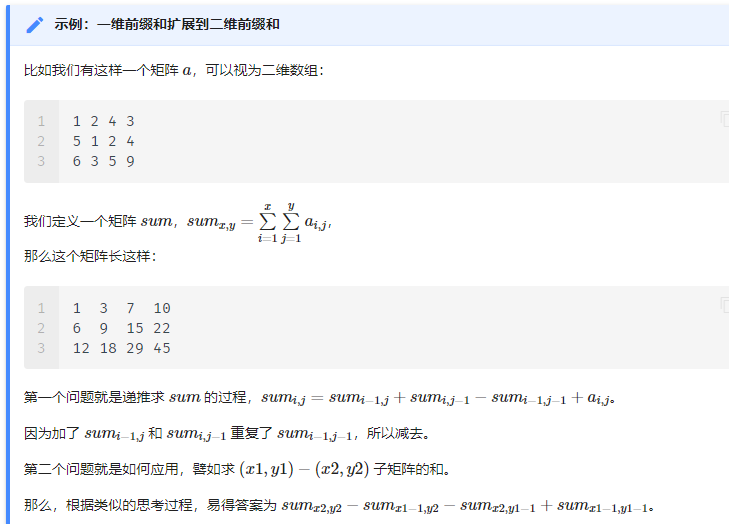 示例：一维前缀和扩展到二维前缀和
比如我们有这样一个矩阵 a，可以视为二维数组：
1 1 2 4 3
2 5 1 2 4
3 6 3 5 9
我们定义一个矩阵 sum，sum_{x,y} = \sum_{i=1}^{x} \sum_{j=1}^{y} a_{i,j}，
那么这个矩阵长这样：
1 1 3 7 10
2 6 9 15 22
3 12 18 29 45
第一个问题就是递推求 sum 的过程，sum_{i,j} = sum_{i-1,j} + sum_{i,j-1} − sum_{i-1,j-1} + a_{i,j}。
因为加了 sum_{i-1,j} 和 sum_{i,j-1} 重复了 sum_{i-1,j-1}，所以减去。
第二个问题就是如何应用，譬如求 (x1, y1) − (x2, y2) 子矩阵的和。
那么，根据类似的思考过程，易得答案为 sum_{x2,y2} − sum_{x1-1,y2} − sum_{x2,y1-1} + sum_{x1-1,y1-1}。